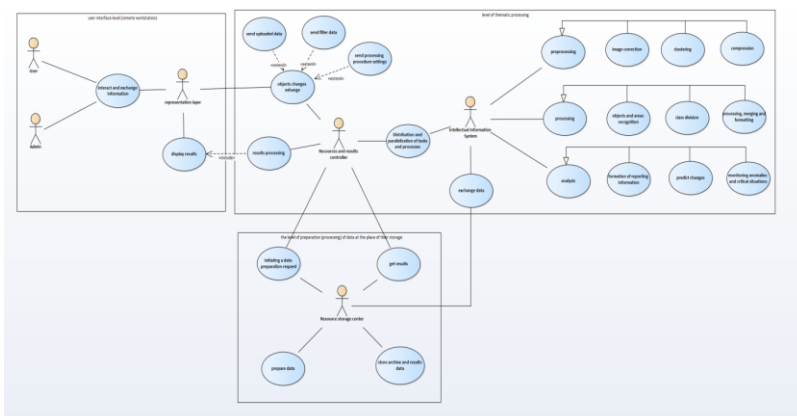 user interface level (remote workstation)
level of thematic processing
User
Admin
interact and exchange
information
representation layer
display results
send uploaded data
send filter data
send processing
procedure settings
«extend»
«extend»
«extend»
objects changes
Resources and results
controller
results processing
Distribution and
parallelization of tasks
and processes
Intellectual Information
System
exchange data
preprocessing
image correction
clustering
compression
processing
objects and areas
recognition
class division
processing, merging and
formatting
analysis
formation of reporting
information
predict changes
monitoring anomalies
and critical situations
the level of preparation (processing) of data at the place of their storage
initiating a data
preparation request
get results
Resource storage center
prepare data
store archive and results
data